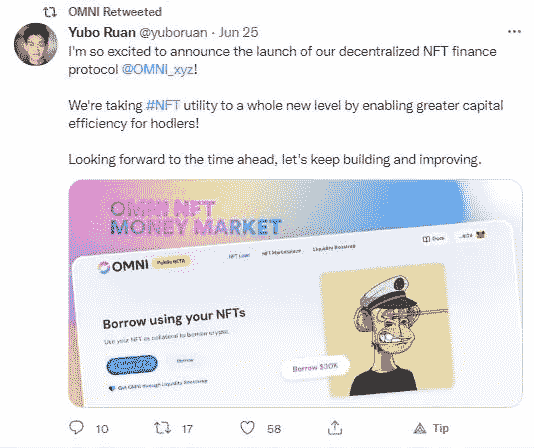 OMNI Retweeted
Yubo Ruan @yuboruan · Jun 25
I'm so excited to announce the launch of our decentralized NFT finance
protocol @OMNI_xyz!
We're taking #NFT utility to a whole new level by enabling greater capital
efficiency for hodlers!
Looking forward to the time ahead, let's keep building and improving.
OMNI NFT
MONEY MARKET
OMNI Public BETA NFT Loan NFT Marketplace Liquidity Bootstrap Docs
Borrow using your NFTs
Use your NFT as collateral to borrow crypto.
Borrow
Borrow $30K
Get OMNI through Liquidity Bootstrap
10 17 58 Tip